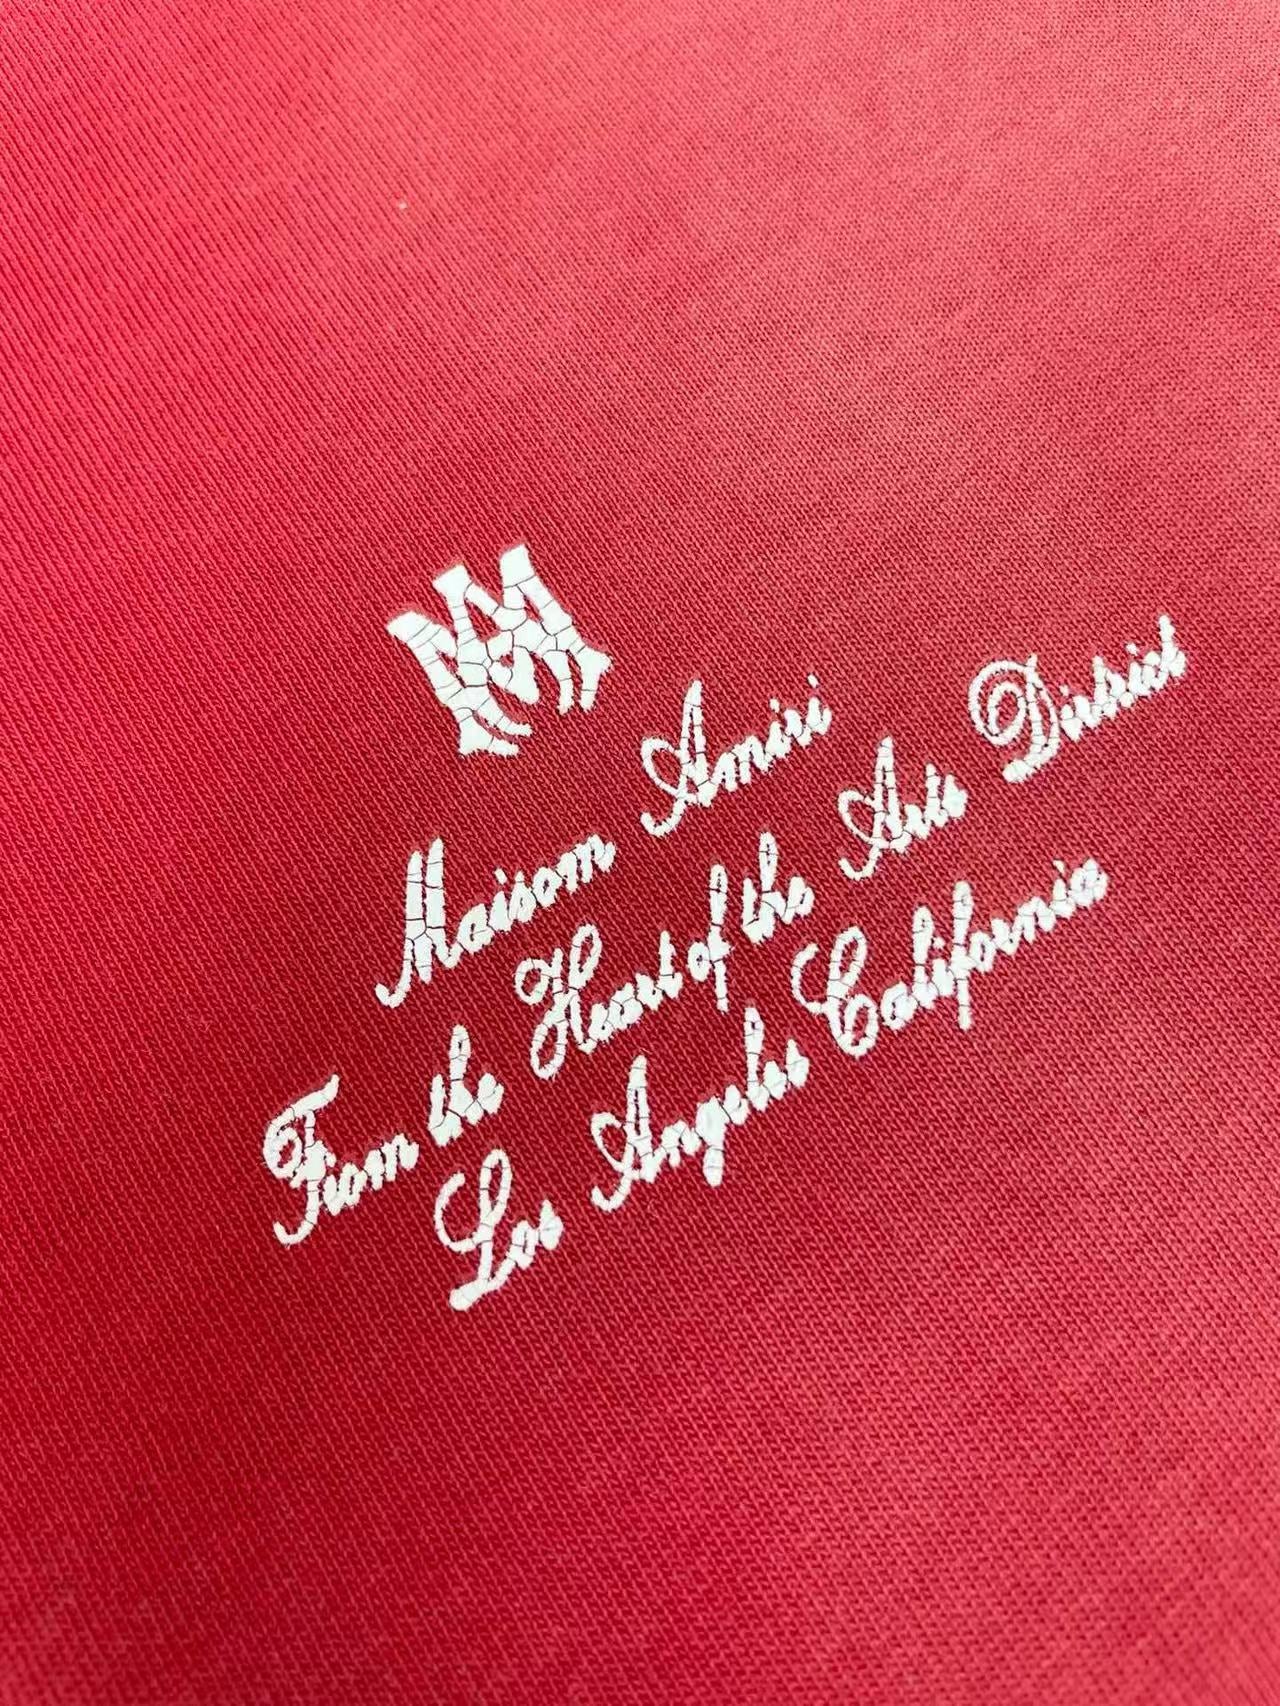 MA
Maison Amiri
From the Heart of the Arts District
Los Angeles California